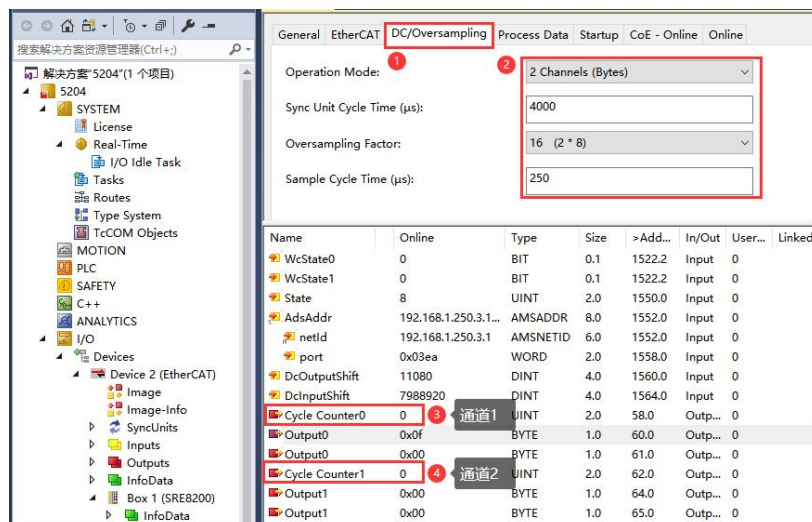 搜索解决方案资源管理器(Ctrl+;)
解决方案"5204"(1 个项目)
5204
SYSTEM
License
Real-Time
I/O Idle Task
Tasks
Routes
Type System
TcCOM Objects
MOTION
PLC
SAFETY
C++
ANALYTICS
I/O
Devices
Device 2 (EtherCAT)
Image
Image-Info
SyncUnits
Inputs
Outputs
InfoData
Box 1 (SRE8200)
InfoData
General EtherCAT DC/Oversampling Process Data Startup CoE - Online Online
1
2
Operation Mode: 2 Channels (Bytes)
Sync Unit Cycle Time (µs): 4000
Oversampling Factor: 16 (2 * 8)
Sample Cycle Time (µs): 250
Name Online Type Size >Add... In/Out User... Linked
WcState0 0 BIT 0.1 1522.2 Input 0
WcState1 0 BIT 0.1 1522.2 Input 0
State 8 UINT 2.0 1550.0 Input 0
AdsAddr 192.168.1.250.3.1... AMSADDR 8.0 1552.0 Input 0
netId 192.168.1.250.3.1 AMSNETID 6.0 1552.0 Input 0
port 0x03ea WORD 2.0 1558.0 Input 0
DcOutputShift 11080 DINT 4.0 1560.0 Input 0
DcInputShift 7988920 DINT 4.0 1564.0 Input 0
Cycle Counter0 0 3 通道1 UINT 2.0 58.0 Outp... 0
Output0 0x0f BYTE 1.0 60.0 Outp... 0
Output0 0x00 BYTE 1.0 61.0 Outp... 0
Cycle Counter1 0 4 通道2 UINT 2.0 62.0 Outp... 0
Output1 0x00 BYTE 1.0 64.0 Outp... 0
Output1 0x00 BYTE 1.0 65.0 Outp... 0